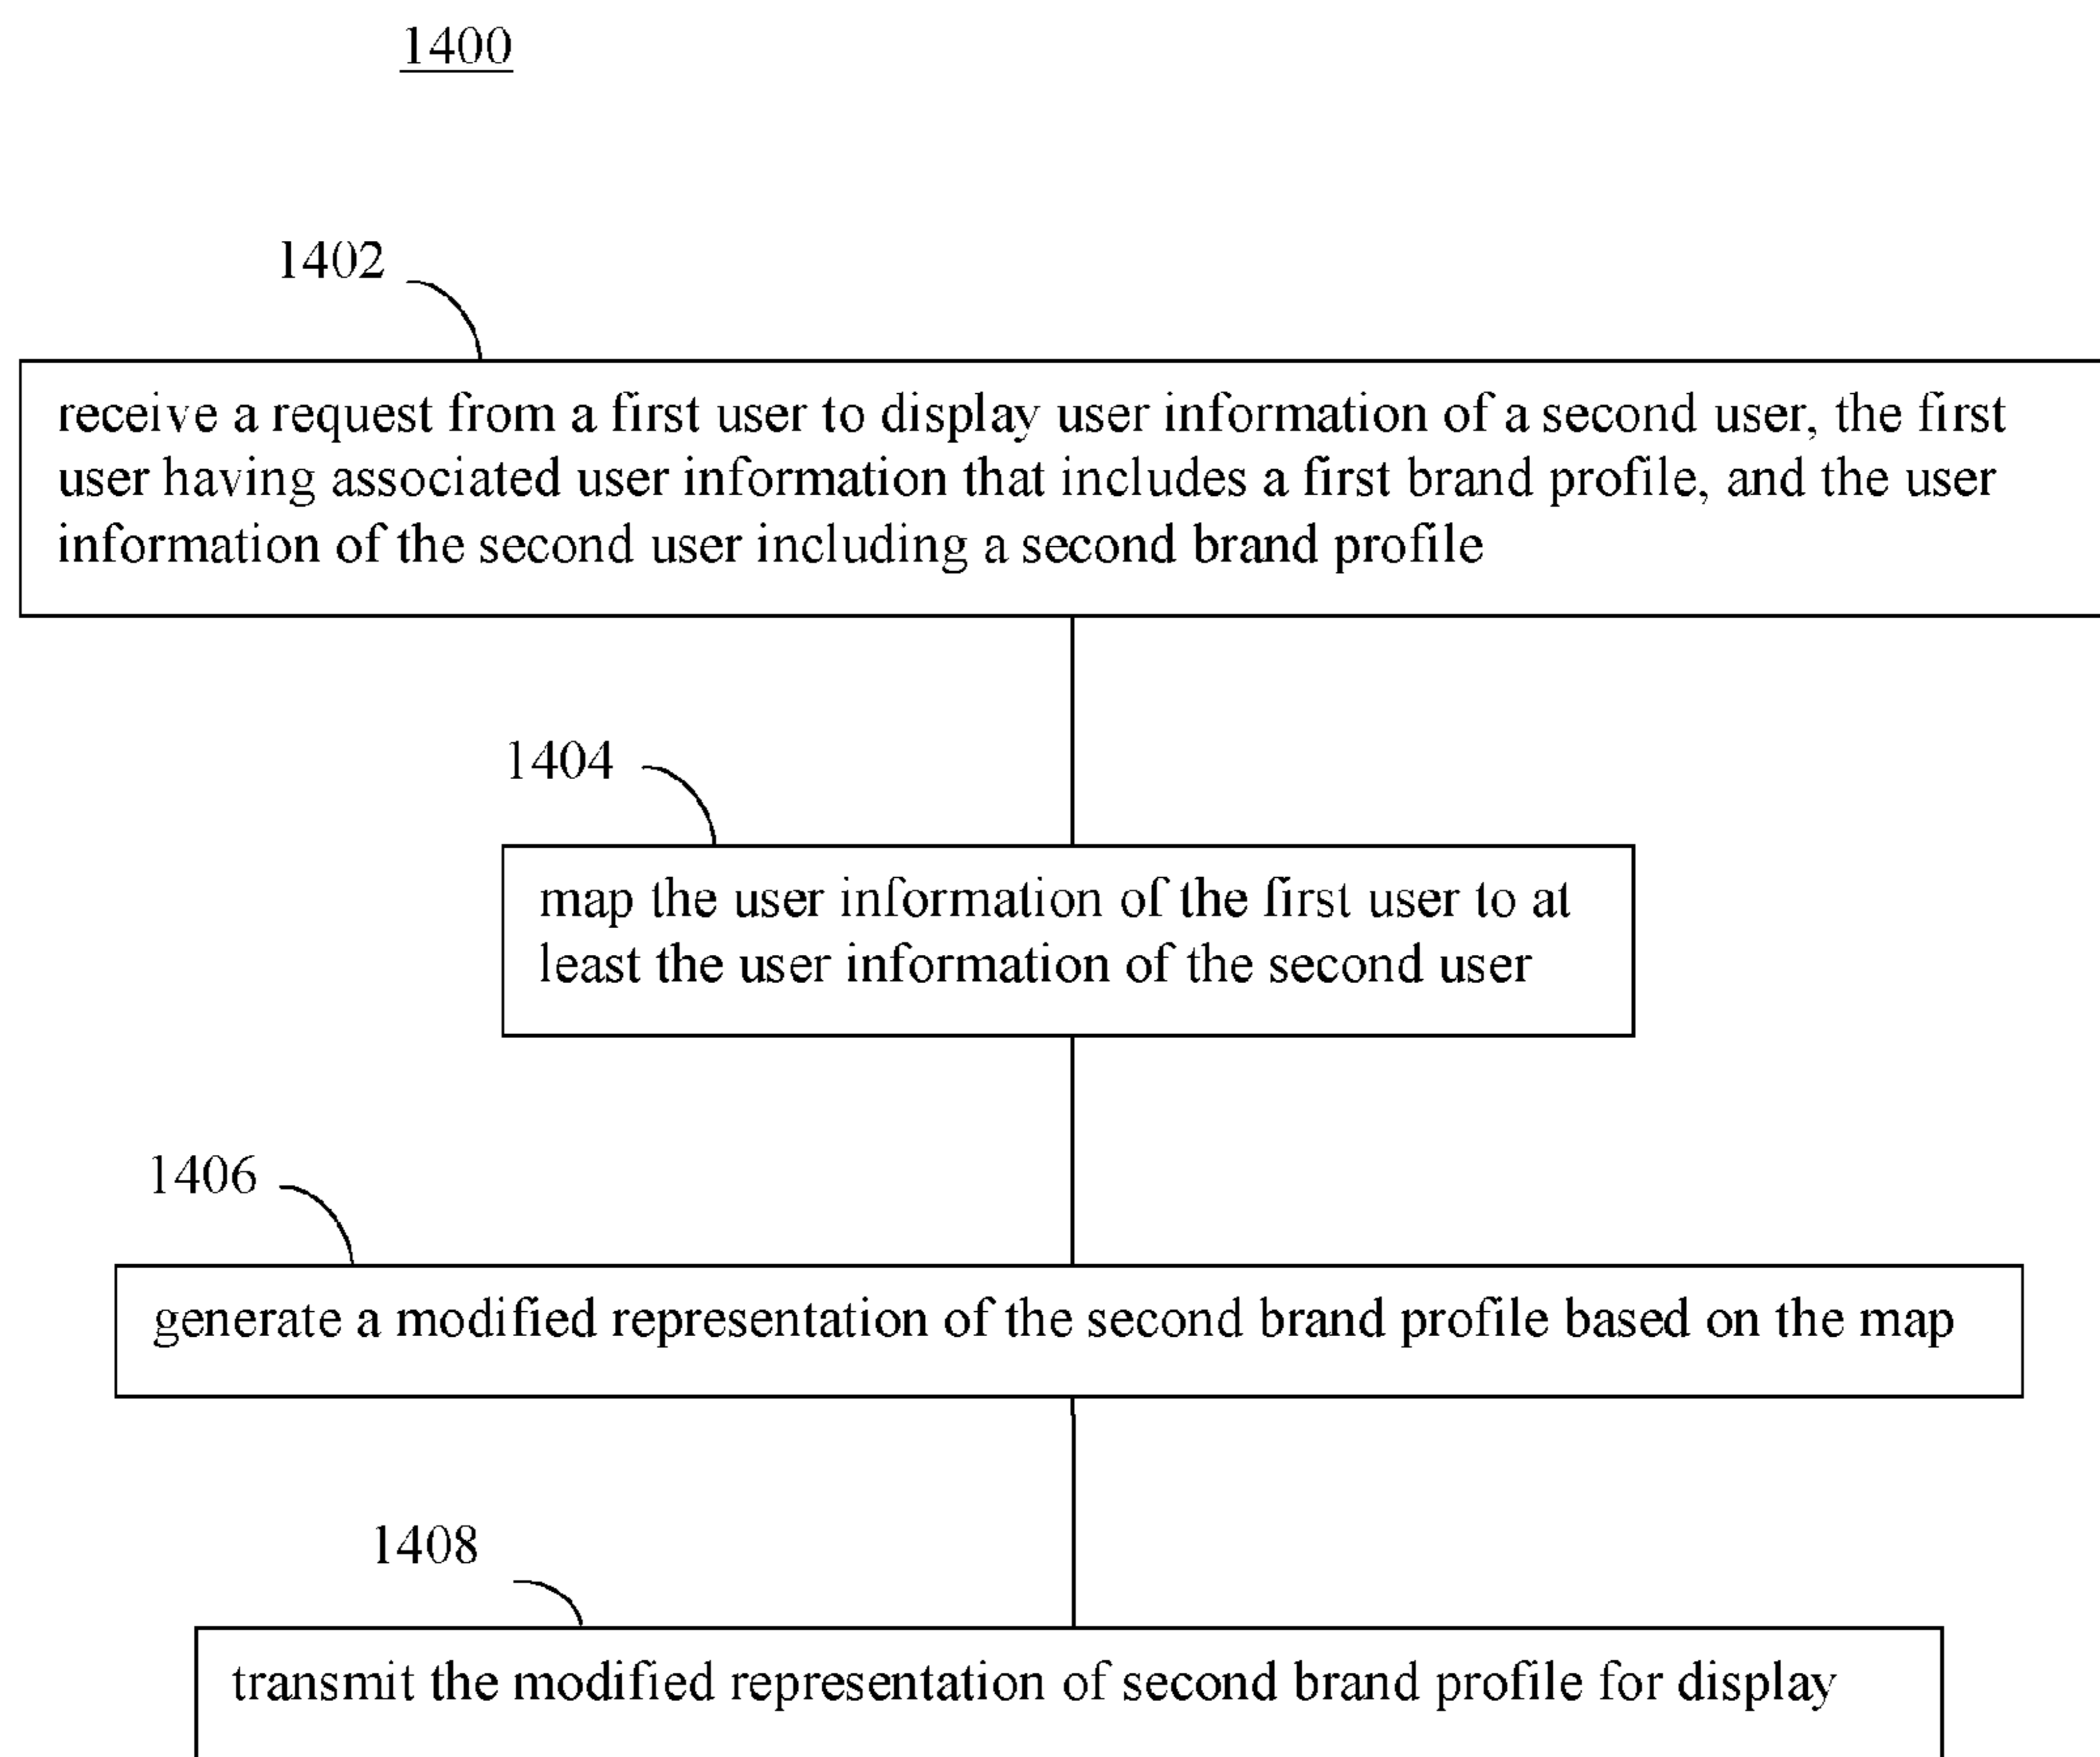 1400
1402
receive a request from a first user to display user information of a second user, the first
user having associated user information that includes a first brand profile, and the user
information of the second user including a second brand profile
1404
map the user information of the first user to at
least the user information of the second user
1406
generate a modified representation of the second brand profile based on the map
1408
transmit the modified representation of second brand profile for display